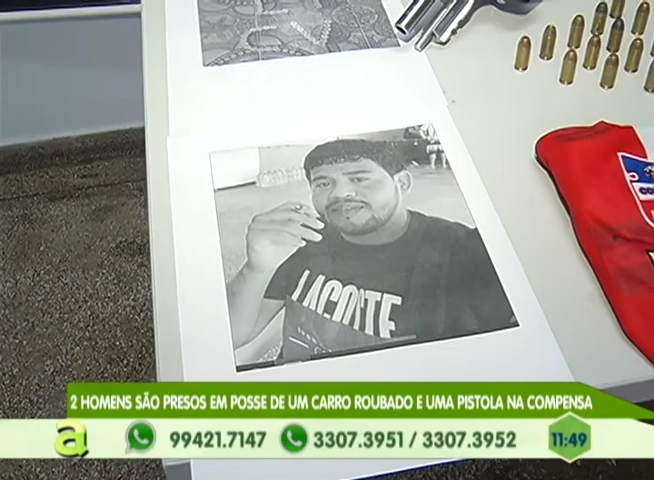 LACOSTE
2 HOMENS SÃO PRESOS EM POSSE DE UM CARRO ROUBADO E UMA PISTOLA NA COMPENSA
a 99421.7147 3307.3951 / 3307.3952 11:49